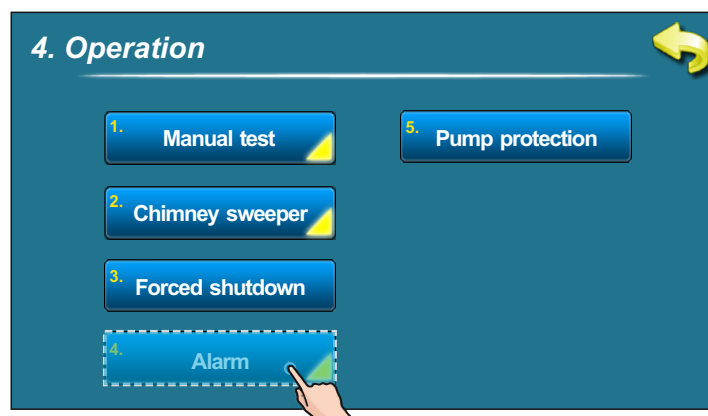 4. Operation
1. Manual test
5. Pump protection
2. Chimney sweeper
3. Forced shutdown
4. Alarm